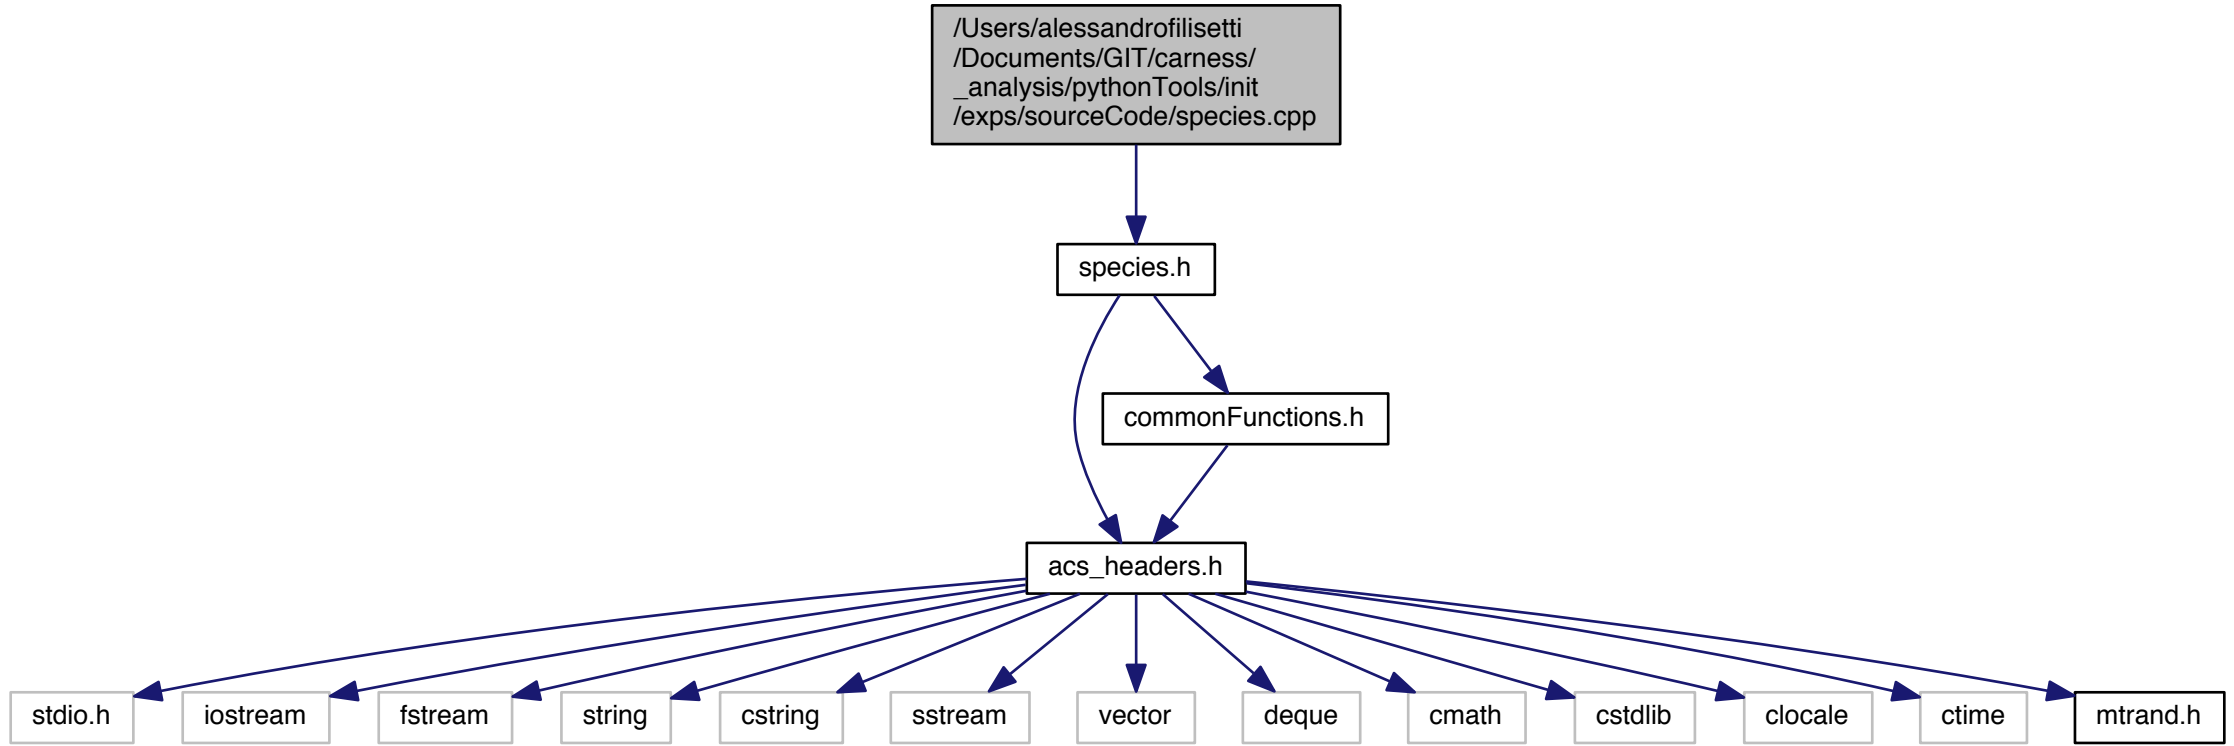 /Users/alessandrofilisetti
/Documents/GIT/carness/
_analysis/pythonTools/init
/exps/sourceCode/species.cpp
species.h
commonFunctions.h
acs_headers.h
stdio.h
iostream
fstream
string
cstring
sstream
vector
deque
cmath
cstdlib
clocale
ctime
mtrand.h